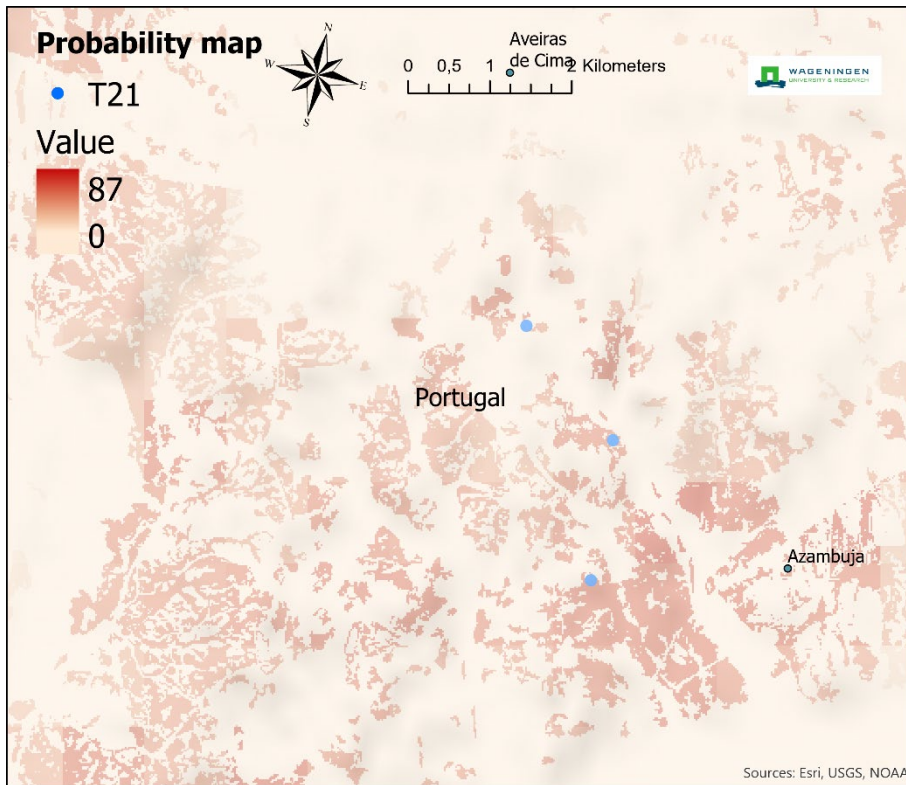 Probability map
T21
Value
87
0
N
W
E
S
Aveiras
de Cima
0 0,5 1 2 Kilometers
WAGENINGEN
UNIVERSITY & RESEARCH
Portugal
Azambuja
Sources: Esri, USGS, NOAA